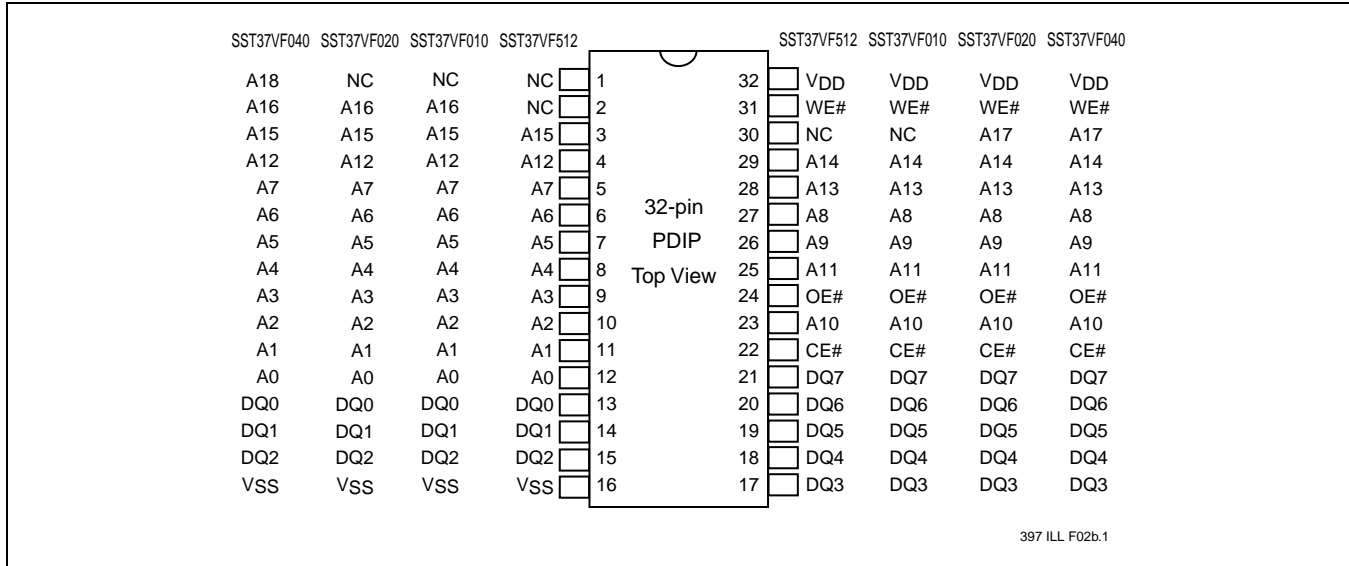 SST37VF040 SST37VF020 SST37VF010 SST37VF512 SST37VF512 SST37VF010 SST37VF020 SST37VF040
A18 NC NC NC 1 32 VDD VDD VDD VDD
A16 A16 A16 NC 2 31 WE# WE# WE# WE#
A15 A15 A15 A15 3 30 NC NC A17 A17
A12 A12 A12 A12 4 29 A14 A14 A14 A14
A7 A7 A7 A7 5 28 A13 A13 A13 A13
A6 A6 A6 A6 6 32-pin 27 A8 A8 A8 A8
A5 A5 A5 A5 7 PDIP 26 A9 A9 A9 A9
A4 A4 A4 A4 8 Top View 25 A11 A11 A11 A11
A3 A3 A3 A3 9 24 OE# OE# OE# OE#
A2 A2 A2 A2 10 23 A10 A10 A10 A10
A1 A1 A1 A1 11 22 CE# CE# CE# CE#
A0 A0 A0 A0 12 21 DQ7 DQ7 DQ7 DQ7
DQ0 DQ0 DQ0 DQ0 13 20 DQ6 DQ6 DQ6 DQ6
DQ1 DQ1 DQ1 DQ1 14 19 DQ5 DQ5 DQ5 DQ5
DQ2 DQ2 DQ2 DQ2 15 18 DQ4 DQ4 DQ4 DQ4
VSS VSS VSS VSS 16 17 DQ3 DQ3 DQ3 DQ3
397 ILL F02b.1